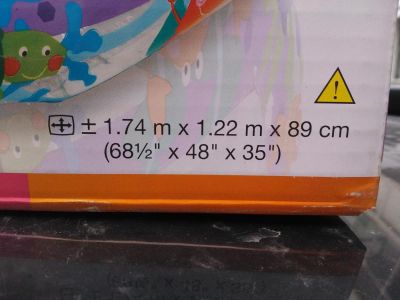 ± 1.74 m x 1.22 m x 89 cm
(68½" x 48" x 35")